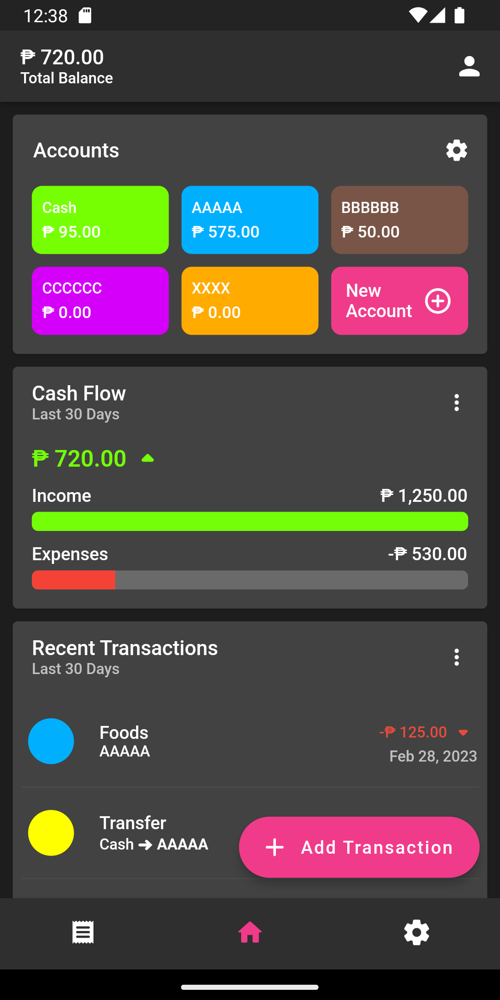 12:38
₱ 720.00
Total Balance
Accounts
Cash
₱ 95.00
AAAAA
₱ 575.00
BBBBBB
₱ 50.00
CCCCCC
₱ 0.00
XXXX
₱ 0.00
New
Account
Cash Flow
Last 30 Days
₱ 720.00
Income
₱ 1,250.00
Expenses
-₱ 530.00
Recent Transactions
Last 30 Days
Foods
AAAAA
-₱ 125.00
Feb 28, 2023
Transfer
Cash ➜ AAAAA
Add Transaction